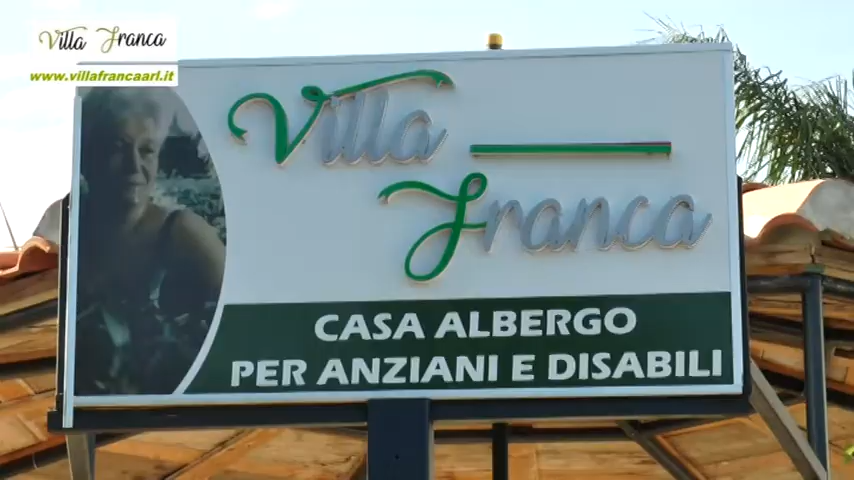 Villa Franca
www.villafrancaarl.it
Villa
Franca
CASA ALBERGO
PER ANZIANI E DISABILI